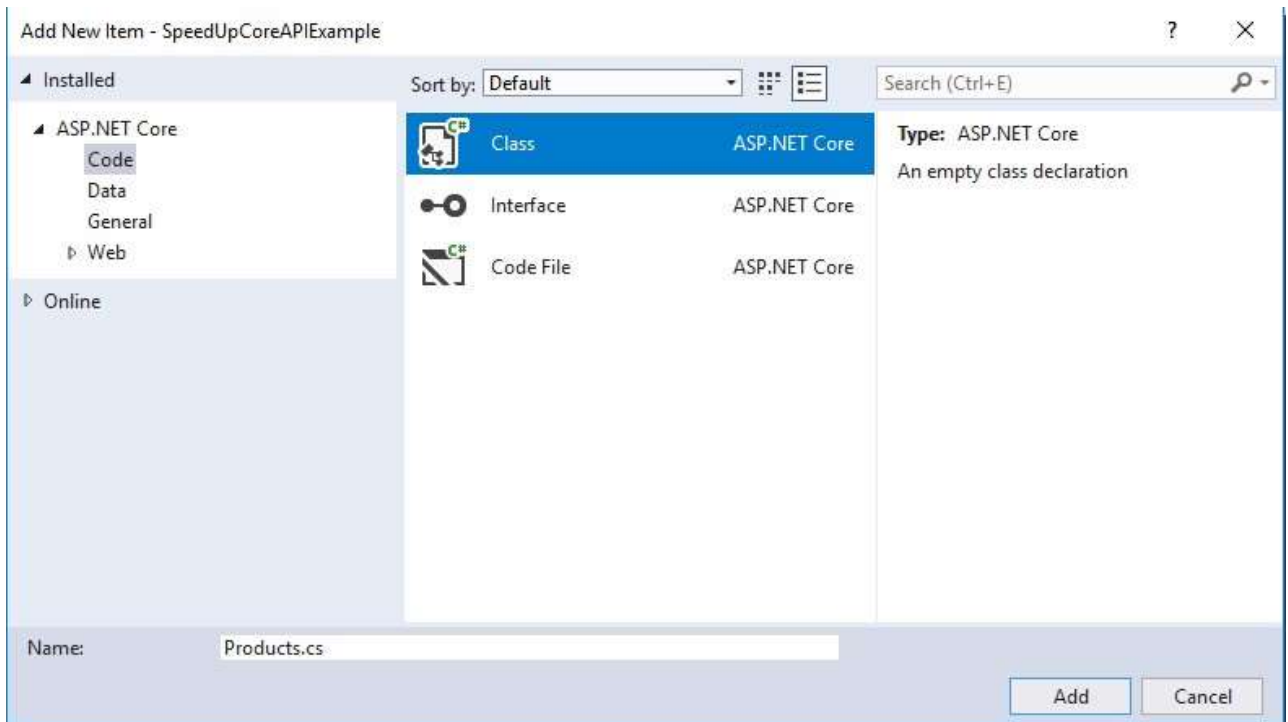 Add New Item - SpeedUpCoreAPIExample ? ×
Installed
Sort by: Default
Search (Ctrl+E)
ASP.NET Core
Code
Data
General
Web
Online
C# Class ASP.NET Core
Interface ASP.NET Core
C# Code File ASP.NET Core
Type: ASP.NET Core
An empty class declaration
Name: Products.cs
Add Cancel